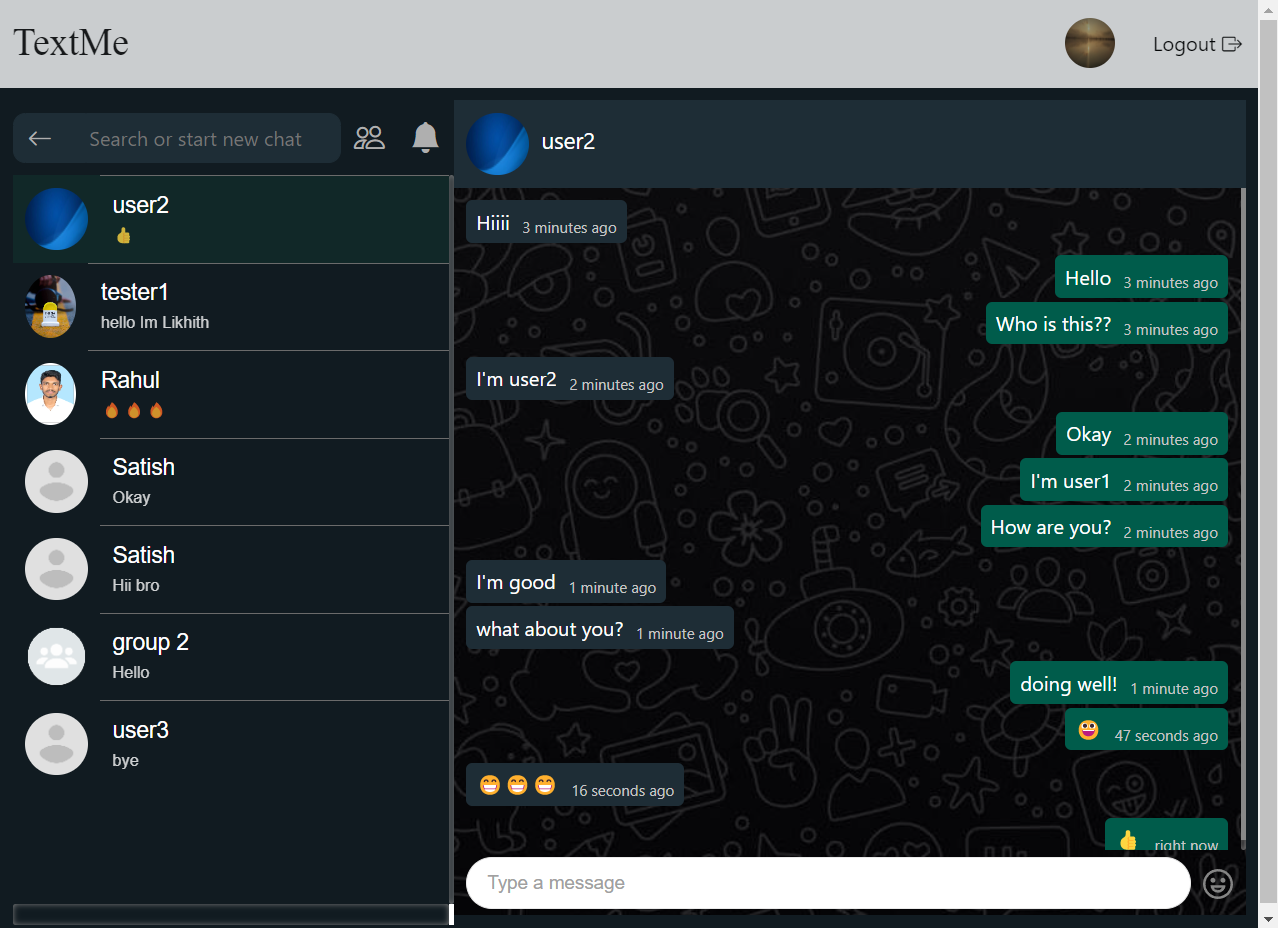 TextMe
Logout
Search or start new chat
user2
👍
tester1
hello Im Likhith
Rahul
🔥 🔥 🔥
Satish
Okay
Satish
Hii bro
group 2
Hello
user3
bye
user2
Hiiii 3 minutes ago
Hello 3 minutes ago
Who is this?? 3 minutes ago
I'm user2 2 minutes ago
Okay 2 minutes ago
I'm user1 2 minutes ago
How are you? 2 minutes ago
I'm good 1 minute ago
what about you? 1 minute ago
doing well! 1 minute ago
😀 47 seconds ago
😁 😁 😁 16 seconds ago
👍 right now
Type a message